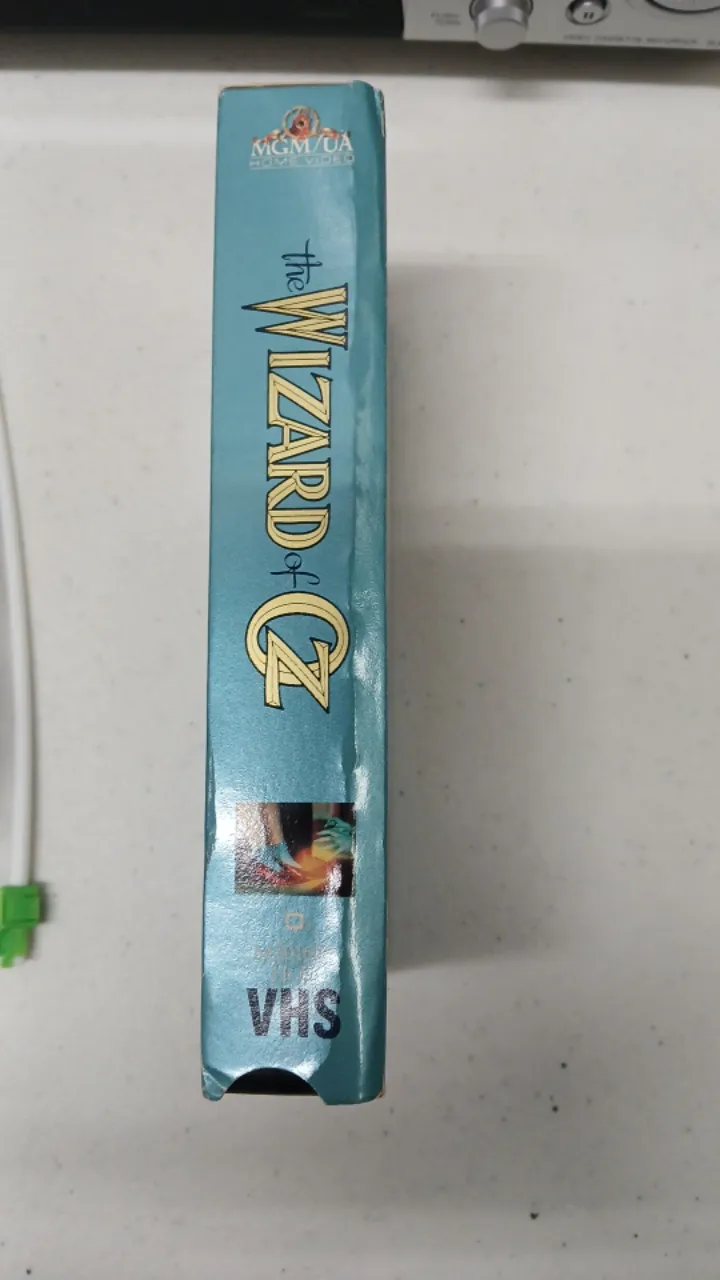 MGM/UA
HOME VIDEO
the WIZARD of OZ
VHS